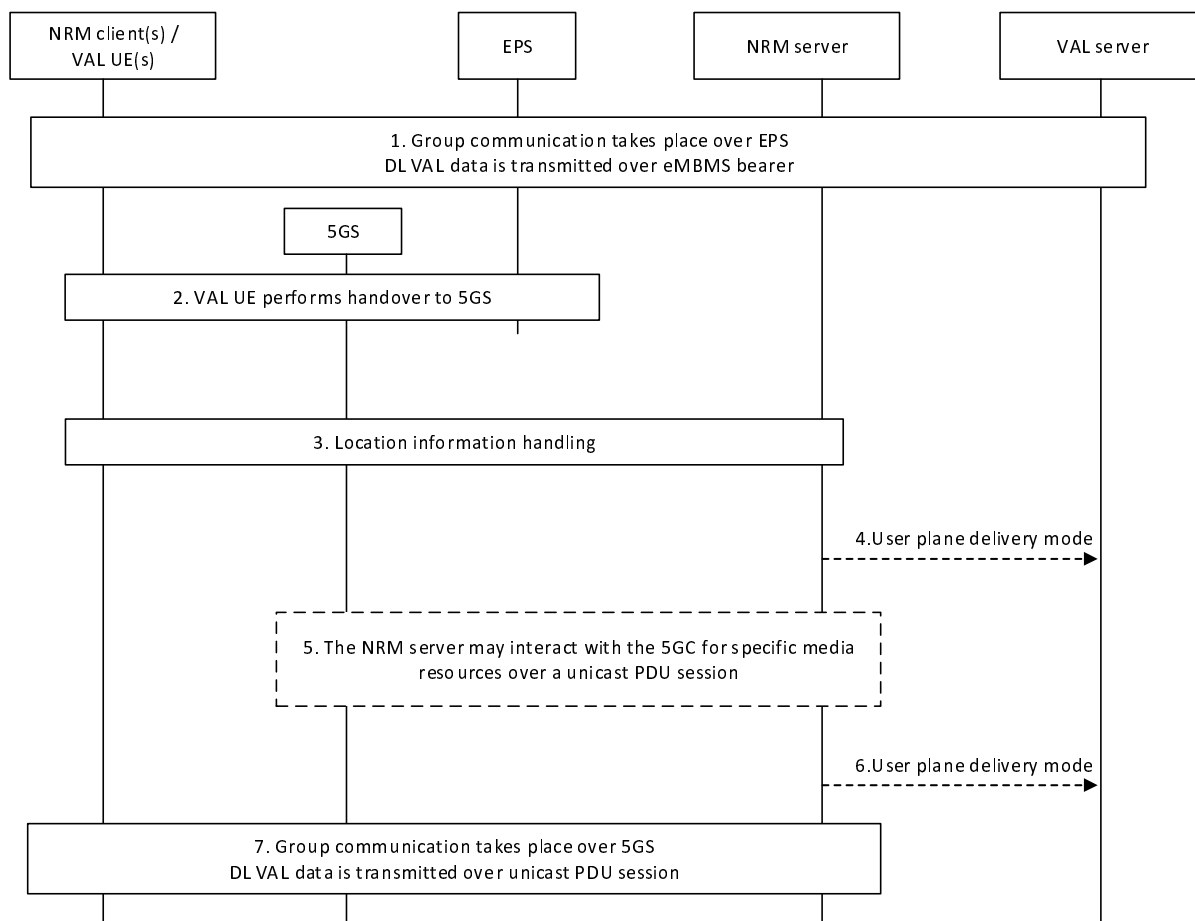 NRM client(s) /
VAL UE(s)
EPS
NRM server
VAL server
1. Group communication takes place over EPS
DL VAL data is transmitted over eMBMS bearer
5GS
2. VAL UE performs handover to 5GS
3. Location information handling
4.User plane delivery mode
5. The NRM server may interact with the 5GC for specific media
resources over a unicast PDU session
6.User plane delivery mode
7. Group communication takes place over 5GS
DL VAL data is transmitted over unicast PDU session